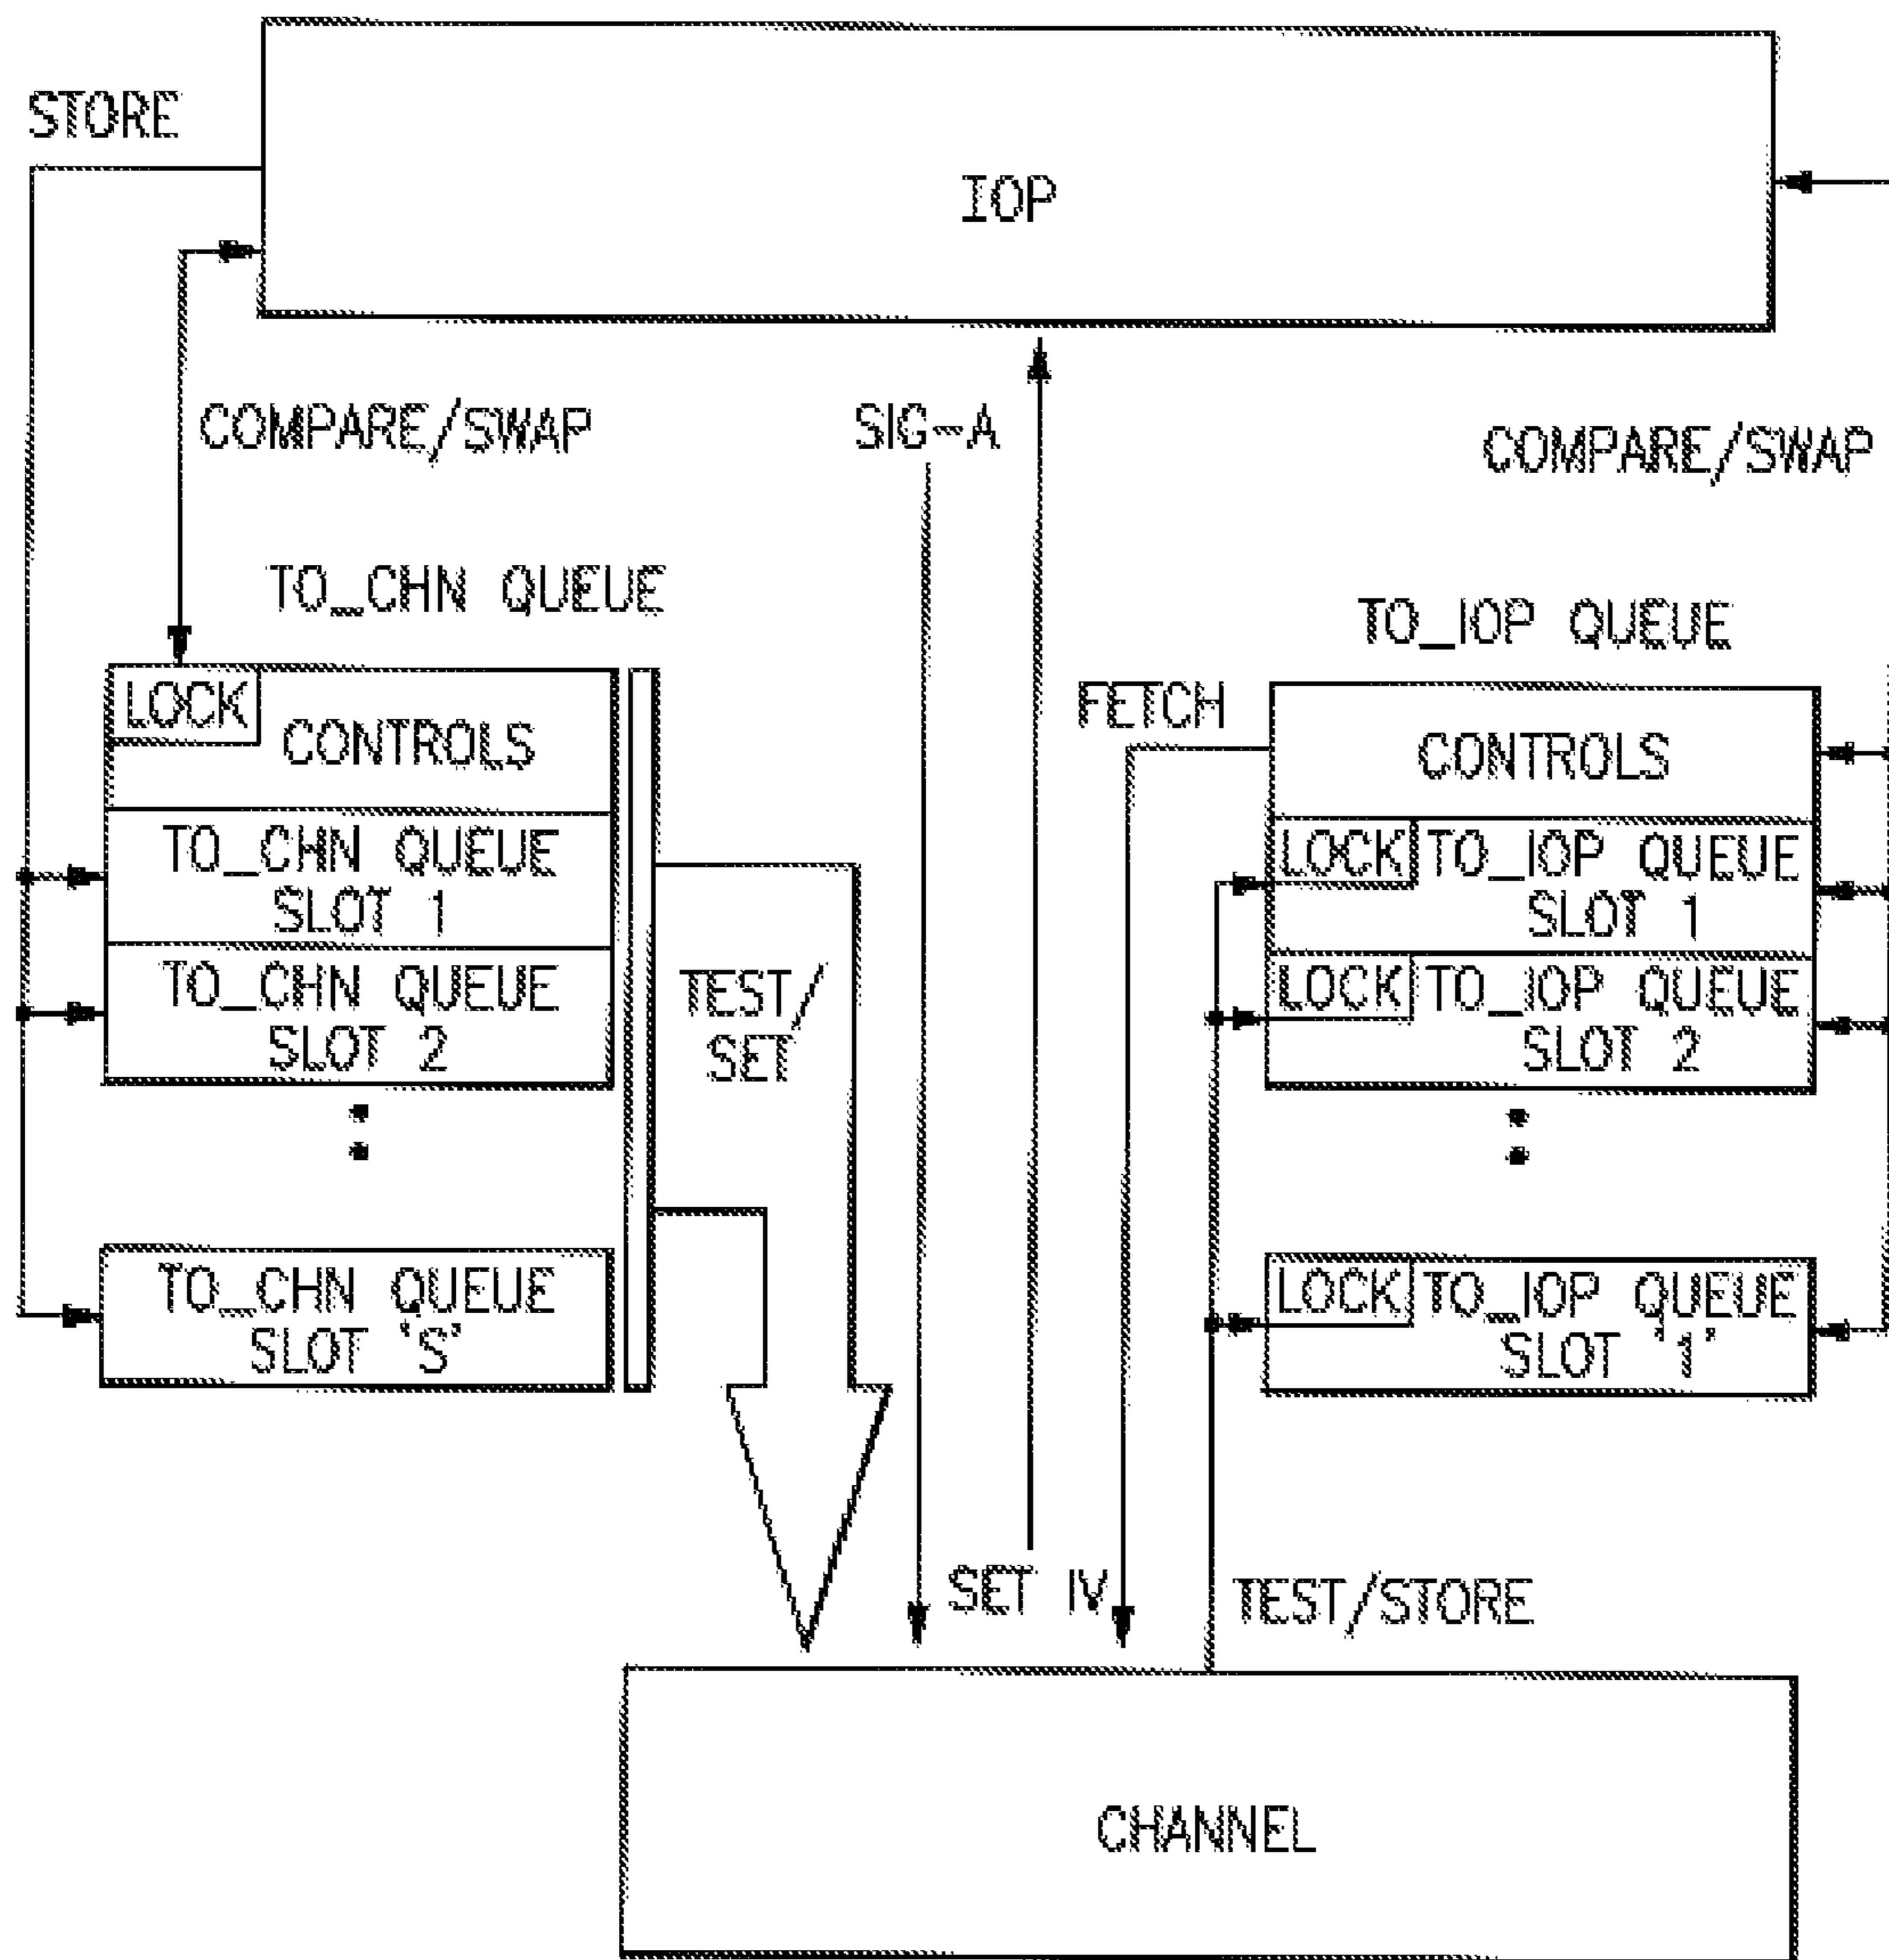 STORE
IOP
COMPARE/SWAP
SIG-A
COMPARE/SWAP
TO_CHN QUEUE
TO_IOP QUEUE
LOCK
CONTROLS
TO_CHN QUEUE
SLOT 1
TO_CHN QUEUE
SLOT 2
TO_CHN QUEUE
SLOT 'S'
TEST/
SET
FETCH
CONTROLS
LOCK TO_IOP QUEUE
SLOT 1
LOCK TO_IOP QUEUE
SLOT 2
LOCK TO_IOP QUEUE
SLOT '1'
SET IV
TEST/STORE
CHANNEL